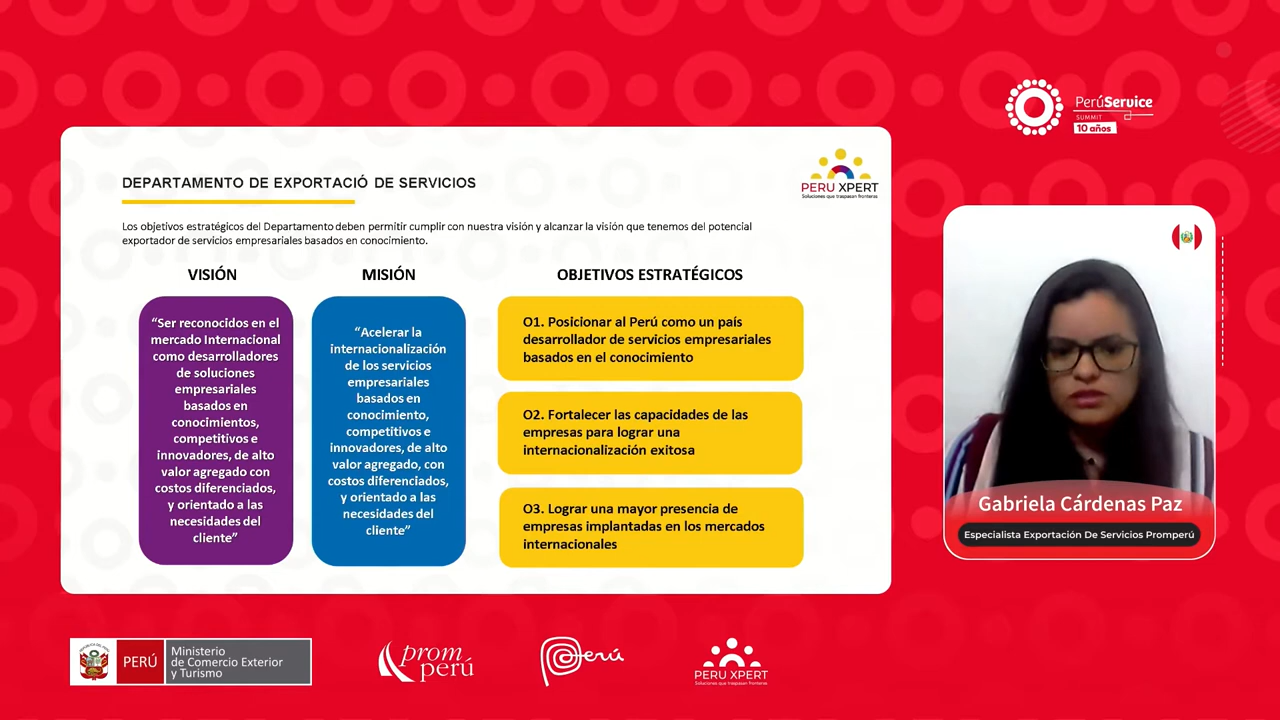 PerúService
SUMMIT
10 años
PERU XPERT
Soluciones que traspasan fronteras
DEPARTAMENTO DE EXPORTACIÓ DE SERVICIOS
Los objetivos estratégicos del Departamento deben permitir cumplir con nuestra visión y alcanzar la visión que tenemos del potencial
exportador de servicios empresariales basados en conocimiento.
VISIÓN
“Ser reconocidos en el
mercado Internacional
como desarrolladores
de soluciones
empresariales
basados en
conocimientos,
competitivos e
innovadores, de alto
valor agregado con
costos diferenciados,
y orientado a las
necesidades del
cliente”
MISIÓN
“Acelerar la
internacionalización
de los servicios
empresariales
basados en
conocimiento,
competitivos e
innovadores, de alto
valor agregado, con
costos diferenciados,
y orientado a las
necesidades del
cliente”
OBJETIVOS ESTRATÉGICOS
O1. Posicionar al Perú como un país
desarrollador de servicios empresariales
basados en el conocimiento
O2. Fortalecer las capacidades de las
empresas para lograr una
internacionalización exitosa
O3. Lograr una mayor presencia de
empresas implantadas en los mercados
internacionales
Gabriela Cárdenas Paz
Especialista Exportación De Servicios Promperú
PERÚ
Ministerio
de Comercio Exterior
y Turismo
prom
perú
Perú
PERU XPERT
Soluciones que traspasan fronteras